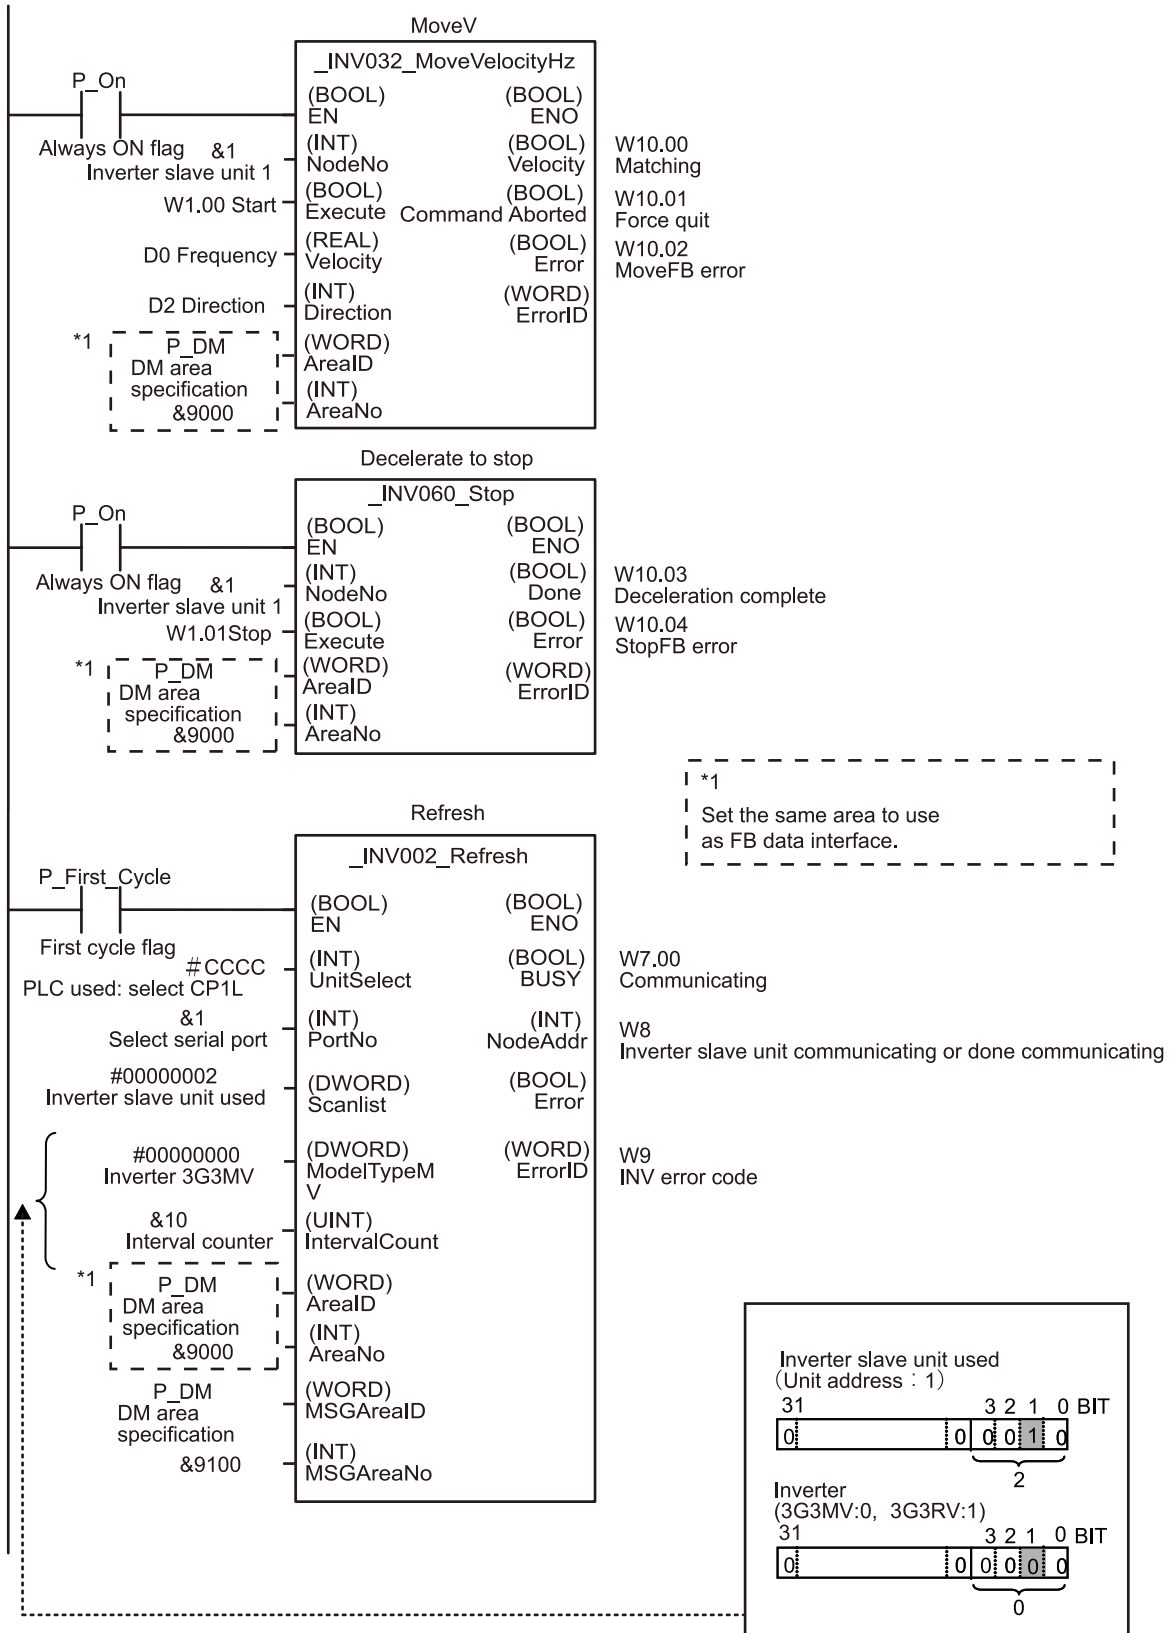 MoveV
_INV032_MoveVelocityHz
P_On
(BOOL) (BOOL)
EN ENO
Always ON flag &1 (INT) (BOOL) W10.00
Inverter slave unit 1 NodeNo Velocity Matching
(BOOL) (BOOL) W10.01
W1.00 Start Execute Command Aborted Force quit
(REAL) (BOOL) W10.02
D0 Frequency Velocity Error MoveFB error
(INT) (WORD)
D2 Direction Direction ErrorID
*1 P_DM (WORD)
DM area AreaID
specification (INT)
&9000 AreaNo
Decelerate to stop
_INV060_Stop
P_On
(BOOL) (BOOL)
EN ENO
Always ON flag &1 (INT) (BOOL) W10.03
Inverter slave unit 1 NodeNo Done Deceleration complete
(BOOL) (BOOL) W10.04
W1.01Stop Execute Error StopFB error
*1 P_DM (WORD) (WORD)
DM area AreaID ErrorID
specification (INT)
&9000 AreaNo
*1
Set the same area to use
as FB data interface.
Refresh
_INV002_Refresh
P_First_Cycle
(BOOL) (BOOL)
EN ENO
First cycle flag
#CCCC (INT) (BOOL) W7.00
PLC used: select CP1L UnitSelect BUSY Communicating
&1 (INT) (INT) W8
Select serial port PortNo NodeAddr Inverter slave unit communicating or done communicating
#00000002 (DWORD) (BOOL)
Inverter slave unit used Scanlist Error
#00000000 (DWORD) (WORD) W9
Inverter 3G3MV ModelTypeM ErrorID INV error code
V
&10 (UINT)
Interval counter IntervalCount
*1 P_DM (WORD)
DM area AreaID
specification (INT)
&9000 AreaNo
P_DM (WORD)
DM area MSGAreaID
specification
&9100 (INT)
MSGAreaNo
Inverter slave unit used
(Unit address : 1)
31 3 2 1 0 BIT
0 0 0 0 1 0
2
Inverter
(3G3MV:0, 3G3RV:1)
31 3 2 1 0 BIT
0 0 0 0 0 0
0